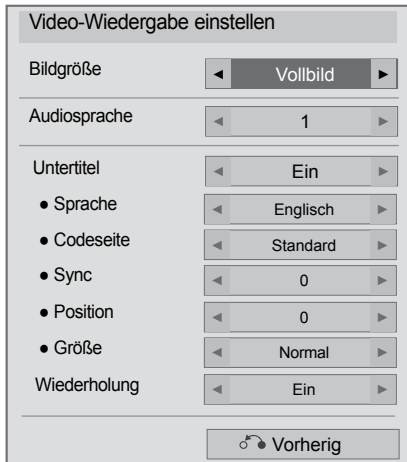 Video-Wiedergabe einstellen
Bildgröße ◄ Vollbild ►
Audiosprache ◄ 1 ►
Untertitel ◄ Ein ►
● Sprache ◄ Englisch ►
● Codeseite ◄ Standard ►
● Sync ◄ 0 ►
● Position ◄ 0 ►
● Größe ◄ Normal ►
Wiederholung ◄ Ein ►
Vorherig